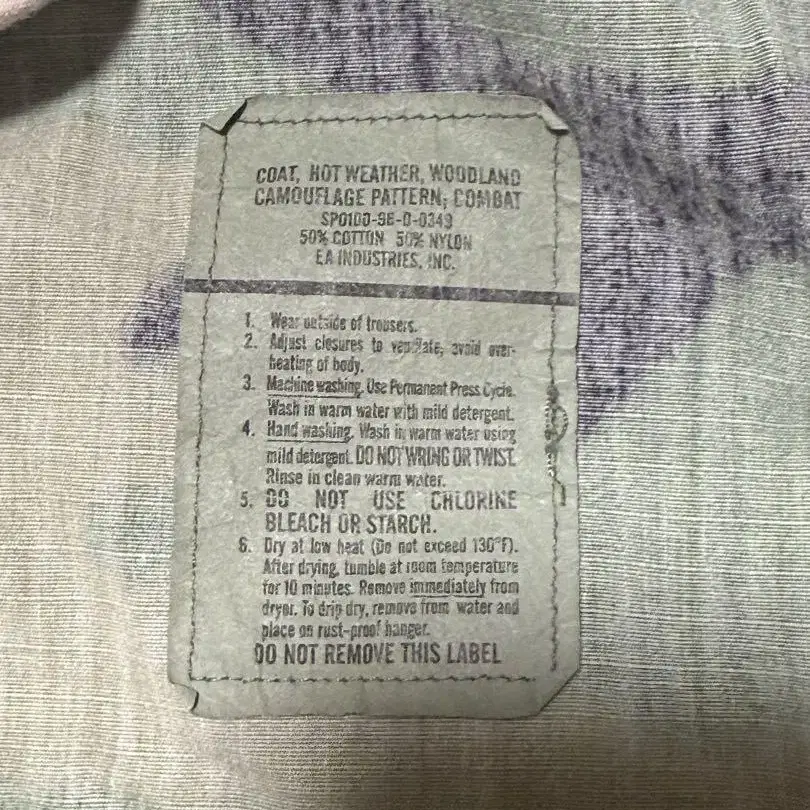 COAT, HOT WEATHER, WOODLAND
CAMOUFLAGE PATTERN, COMBAT
SPO100-96-D-0349
50% COTTON 50% NYLON
EA INDUSTRIES, INC.
1. Wear outside of trousers.
2. Adjust closures to ventilate, avoid over-
heating of body.
3. Machine washing. Use Permanent Press Cycle.
Wash in warm water with mild detergent.
4. Hand washing. Wash in warm water using
mild detergent. DO NOT WRING OR TWIST.
Rinse in clean warm water.
5. DO NOT USE CHLORINE
BLEACH OR STARCH.
6. Dry at low heat (Do not exceed 130°F).
After drying, tumble at room temperature
for 10 minutes. Remove immediately from
dryer. To drip dry, remove from water and
place on rust-proof hanger.
DO NOT REMOVE THIS LABEL